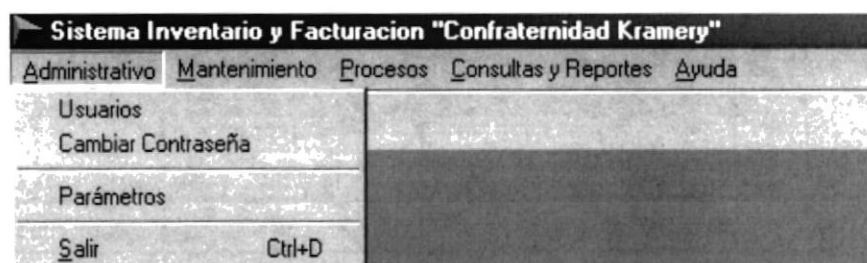 Sistema Inventario y Facturacion "Confraternidad Kramery"
Administrativo Mantenimiento Procesos Consultas y Reportes Ayuda
Usuarios
Cambiar Contraseña
Parámetros
Salir Ctrl+D